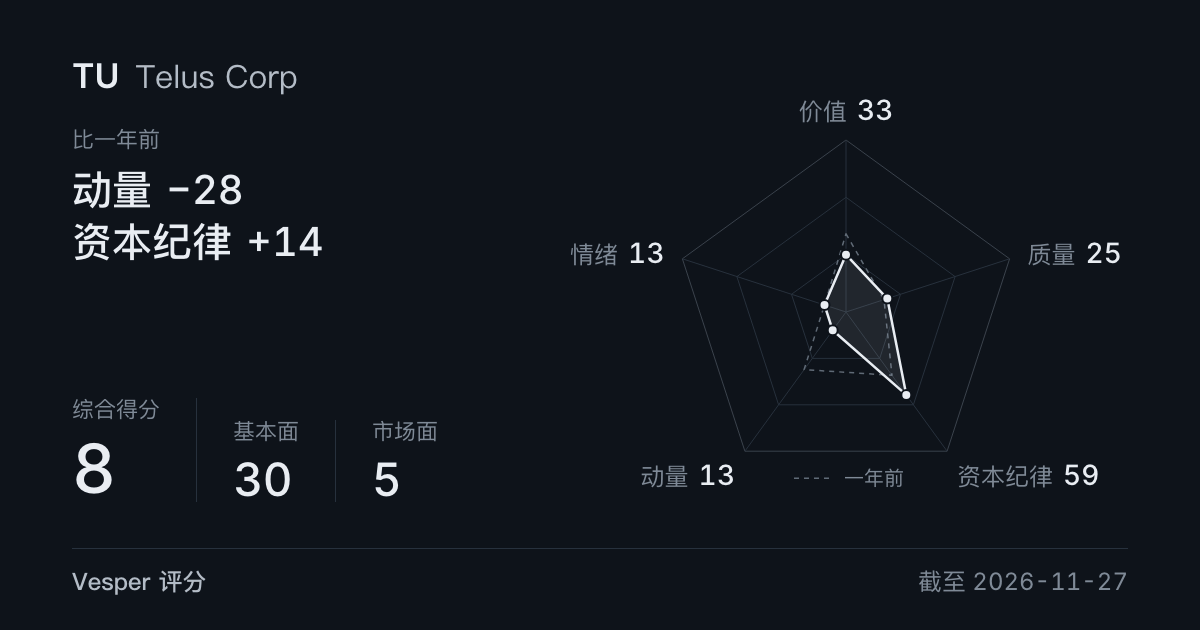 TU Telus Corp
比一年前
动量 −28
资本纪律 +14
综合得分
8
基本面
30
市场面
5
价值 33
情绪 13
质量 25
动量 13
一年前
资本纪律 59
Vesper 评分
截至 2026-11-27